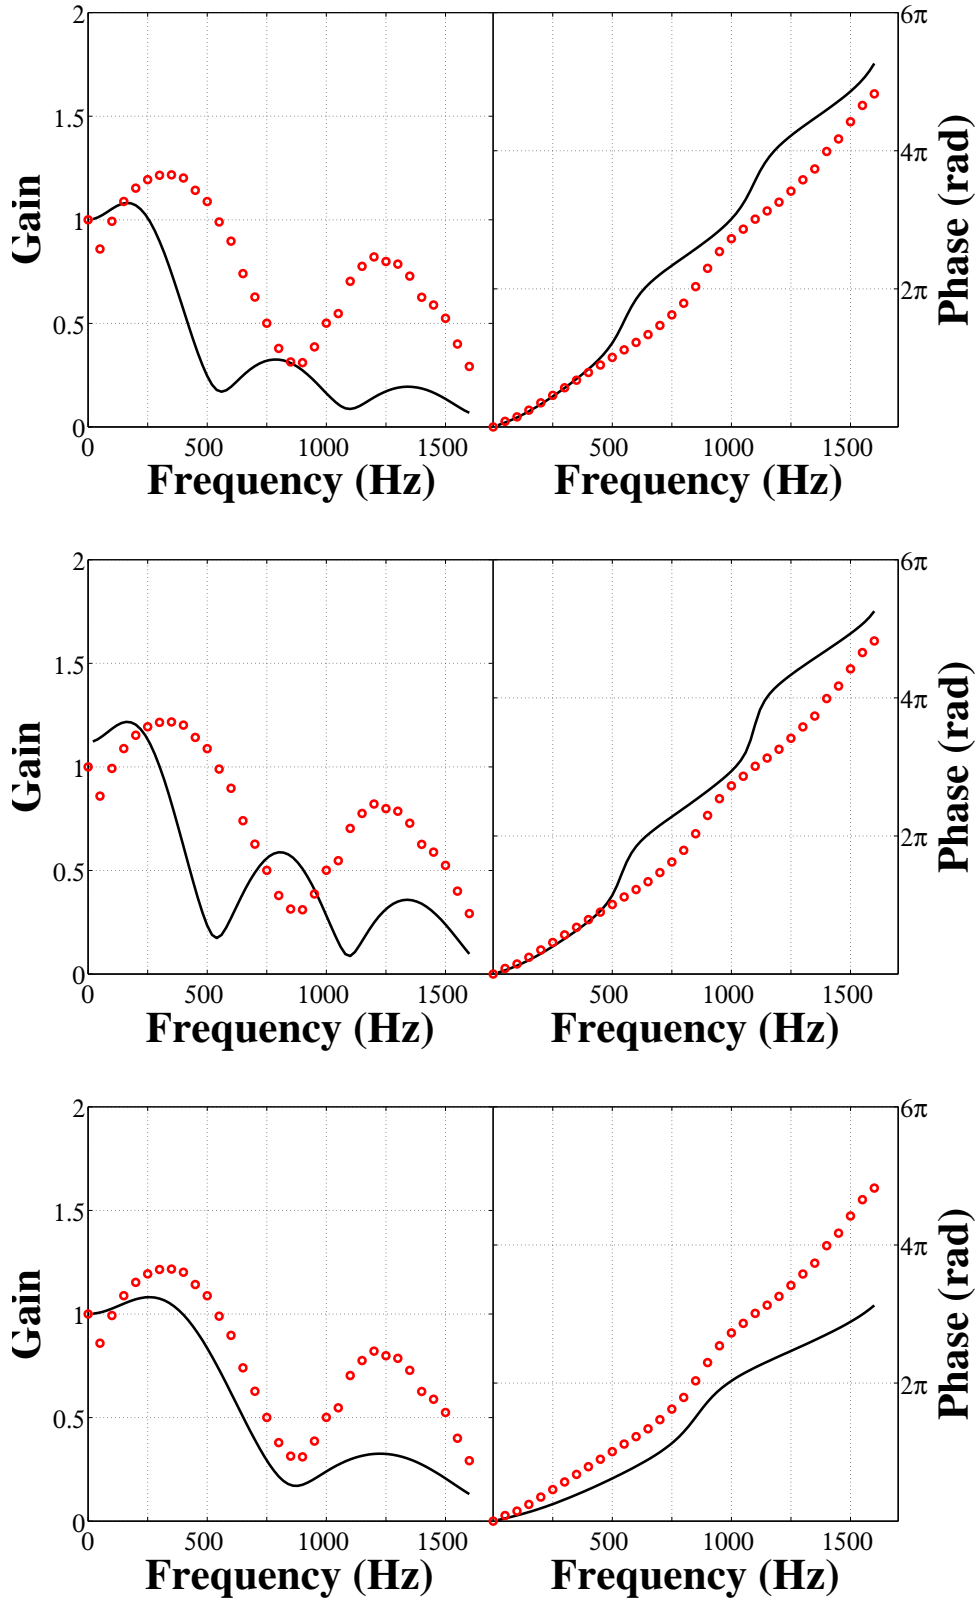 2
1.5
1
0.5
0
Gain
0 500 1000 1500
Frequency (Hz)
6π
4π
2π
Phase (rad)
500 1000 1500
Frequency (Hz)
2
1.5
1
0.5
0
Gain
0 500 1000 1500
Frequency (Hz)
6π
4π
2π
Phase (rad)
500 1000 1500
Frequency (Hz)
2
1.5
1
0.5
0
Gain
0 500 1000 1500
Frequency (Hz)
6π
4π
2π
Phase (rad)
500 1000 1500
Frequency (Hz)